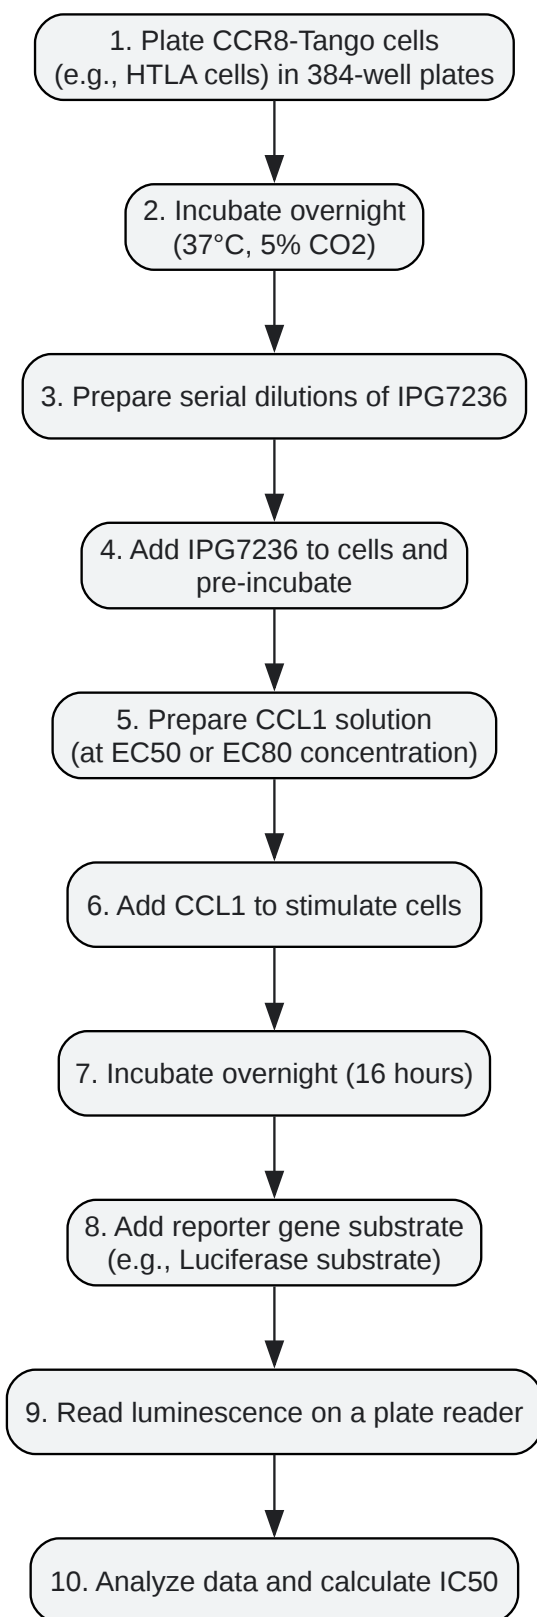 1. Plate CCR8-Tango cells
(e.g., HTLA cells) in 384-well plates
2. Incubate overnight
(37°C, 5% CO2)
3. Prepare serial dilutions of IPG7236
4. Add IPG7236 to cells and
pre-incubate
5. Prepare CCL1 solution
(at EC50 or EC80 concentration)
6. Add CCL1 to stimulate cells
7. Incubate overnight (16 hours)
8. Add reporter gene substrate
(e.g., Luciferase substrate)
9. Read luminescence on a plate reader
10. Analyze data and calculate IC50